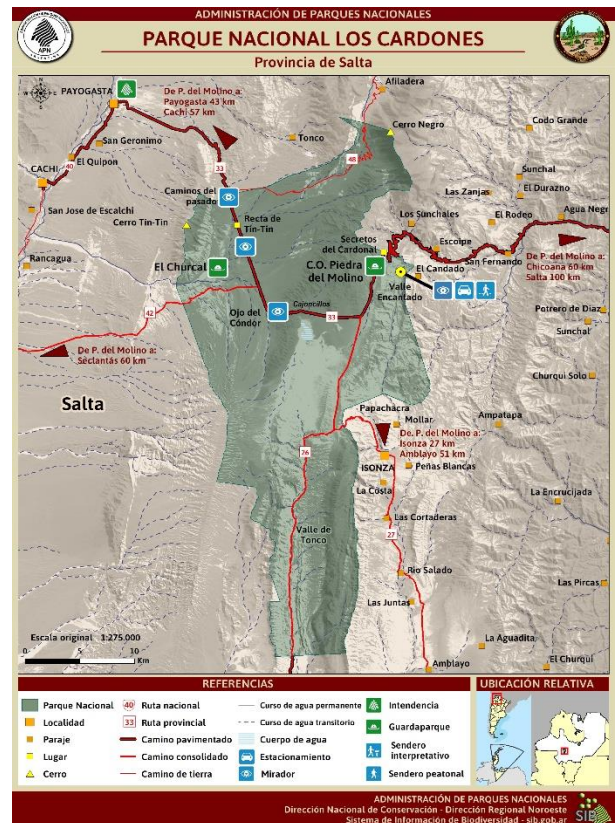 ADMINISTRACIÓN DE PARQUES NACIONALES
APN
PARQUE NACIONAL LOS CARDONES
Provincia de Salta
De P. del Molino a:
Payogasta 43 km
Cachi 57 km
PAYOGASTA
Afiladera
Cerro Negro
Codo Grande
San Geronimo
Tonco
33
48
El Quipon
40
CACHI
Caminos del
pasado
Sunchal
Las Zanjas
El Durazno
San Jose de Escalchi
Cerro Tin-Tin
Recta de
Tin-Tin
Los Sunchales
El Rodeo
Agua Negr
Secretos
del Cardonal
Escoipe
Rancagua
El Churcal
C.O. Piedra
del Molino
San Fernando
De P. del Molino a:
Chicoana 60 km
Salta 100 km
El Candado
Valle
Encantado
Ojo del
Cóndor
Cajoncillos
33
42
Potrero de Diaz
Sunchal
De P. del Molino a:
Seclantás 60 km
Churqui Solo
Salta
Papachacra
Mollar
Ampatapa
De. P. del Molino a:
Isonza 27 km
Amblayo 51 km
26
ISONZA
Peñas Blancas
La Costa
La Encrucijada
Las Cortaderas
Valle de
Tonco
27
Rio Salado
Las Pircas
Las Juntas
La Aguadita
Escala original 1:275.000
0 5 10
Km
Amblayo
El Churqui
REFERENCIAS
UBICACIÓN RELATIVA
Parque Nacional
40 Ruta nacional
Curso de agua permanente
Intendencia
Localidad
33 Ruta provincial
Curso de agua transitorio
Guardaparque
Paraje
Camino pavimentado
Cuerpo de agua
Sendero
interpretativo
Lugar
Camino consolidado
Estacionamiento
Cerro
Camino de tierra
Mirador
Sendero peatonal
ADMINISTRACIÓN DE PARQUES NACIONALES
Dirección Nacional de Conservación - Dirección Regional Noroeste
Sistema de Información de Biodiversidad - sib.gob.ar
SIB